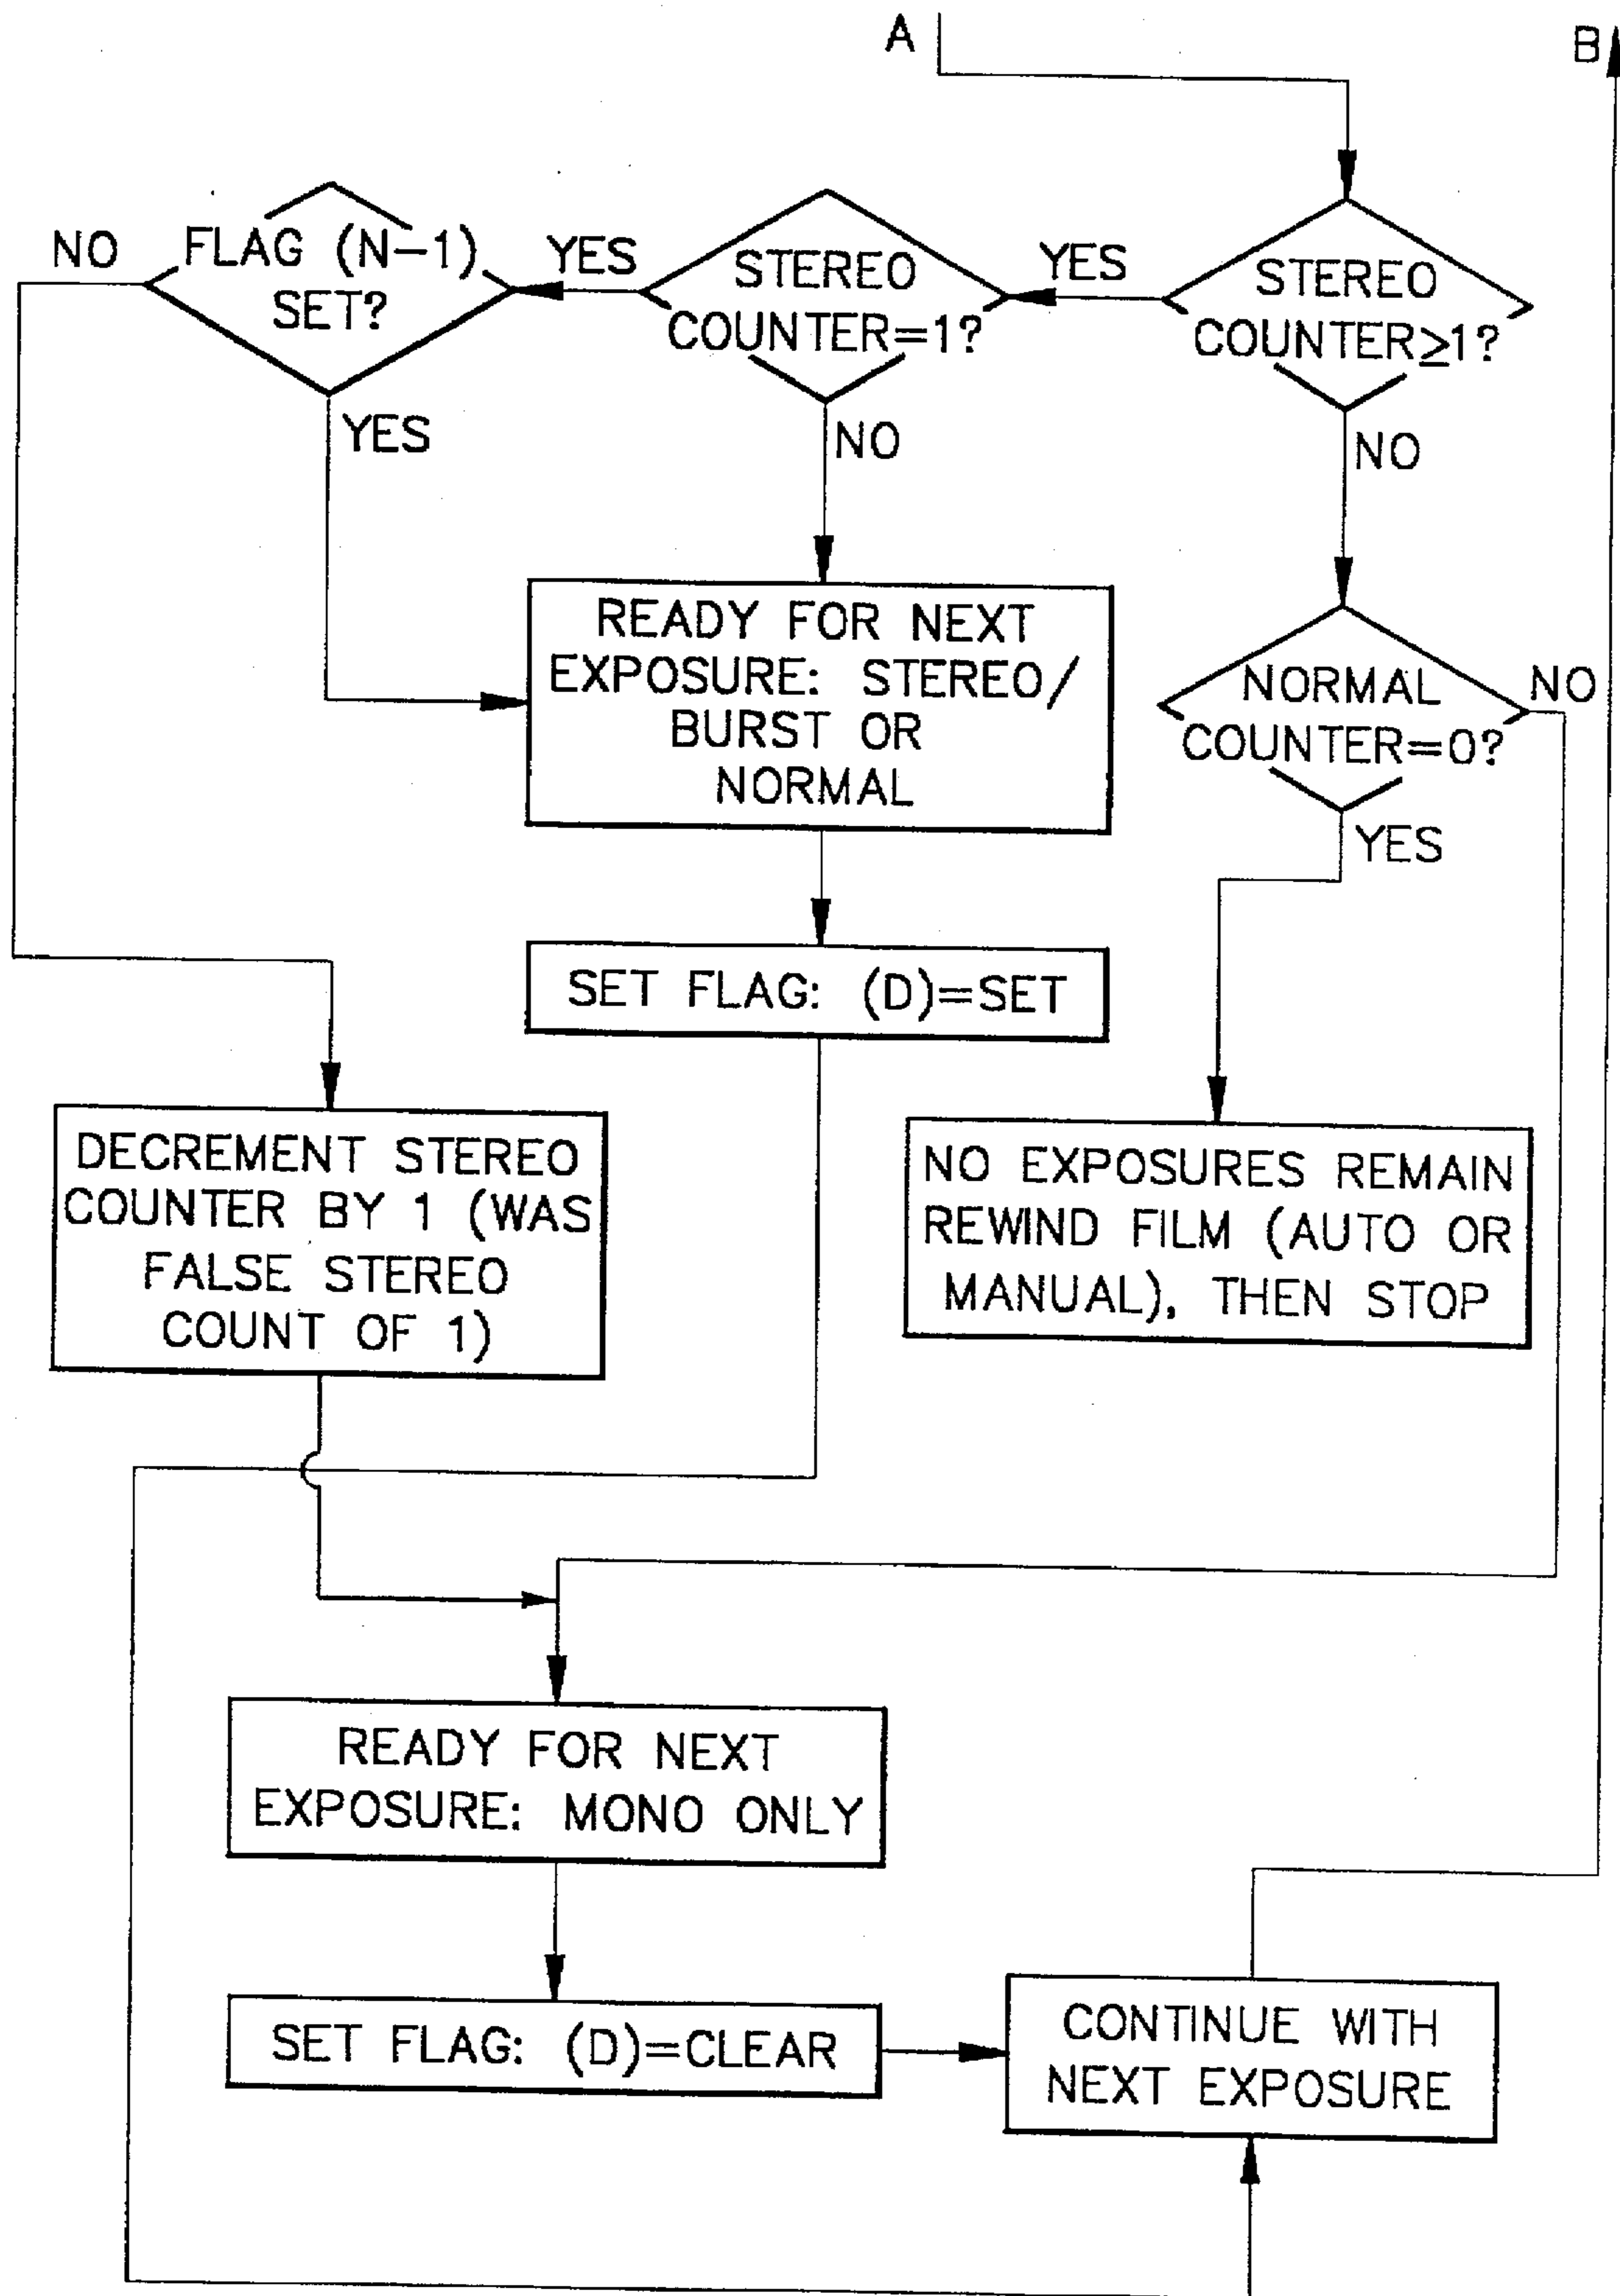 A
B
NO
FLAG (N-1)
SET?
YES
STEREO
COUNTER=1?
YES
STEREO
COUNTER≥1?
YES
NO
NO
READY FOR NEXT
EXPOSURE: STEREO/
BURST OR
NORMAL
NORMAL
COUNTER=0?
NO
YES
SET FLAG: (D)=SET
DECREMENT STEREO
COUNTER BY 1 (WAS
FALSE STEREO
COUNT OF 1)
NO EXPOSURES REMAIN
REWIND FILM (AUTO OR
MANUAL), THEN STOP
READY FOR NEXT
EXPOSURE: MONO ONLY
SET FLAG: (D)=CLEAR
CONTINUE WITH
NEXT EXPOSURE